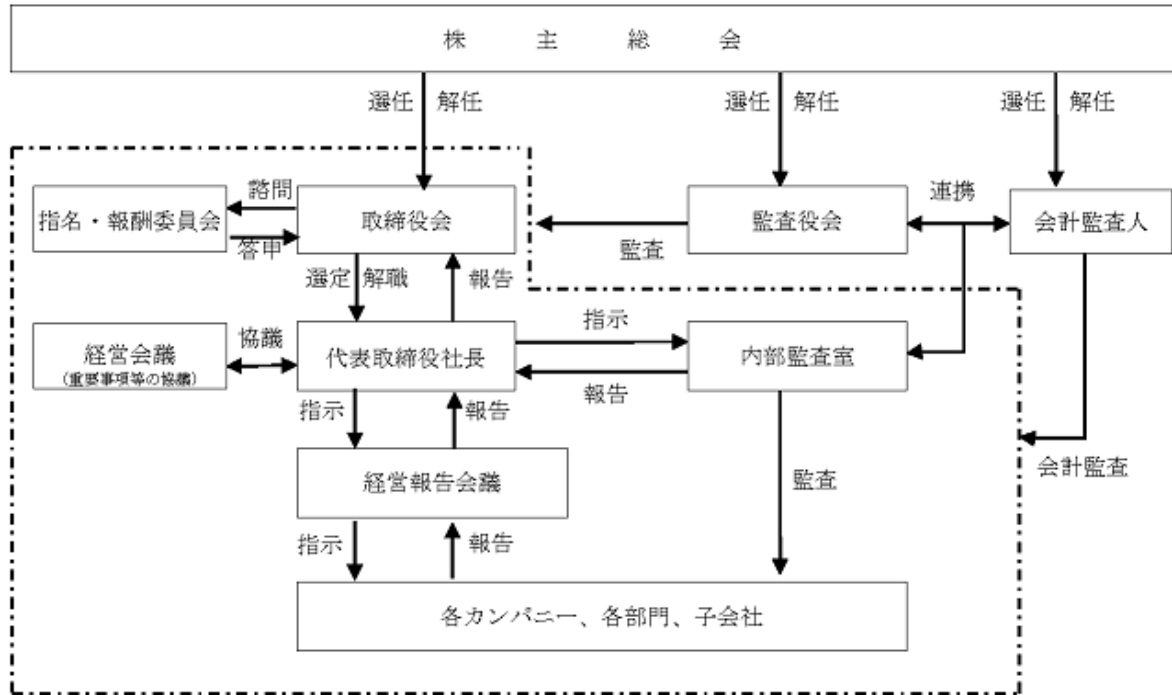 株主総会
選任 解任
選任 解任
選任 解任
指名・報酬委員会
諮問
答申
取締役会
監査
監査役会
連携
会計監査人
選定 解職
報告
経営会議
(重要事項等の協議)
協議
代表取締役社長
指示
報告
内部監査室
指示
報告
会計監査
経営報告会議
監査
指示
報告
各カンパニー、各部門、子会社